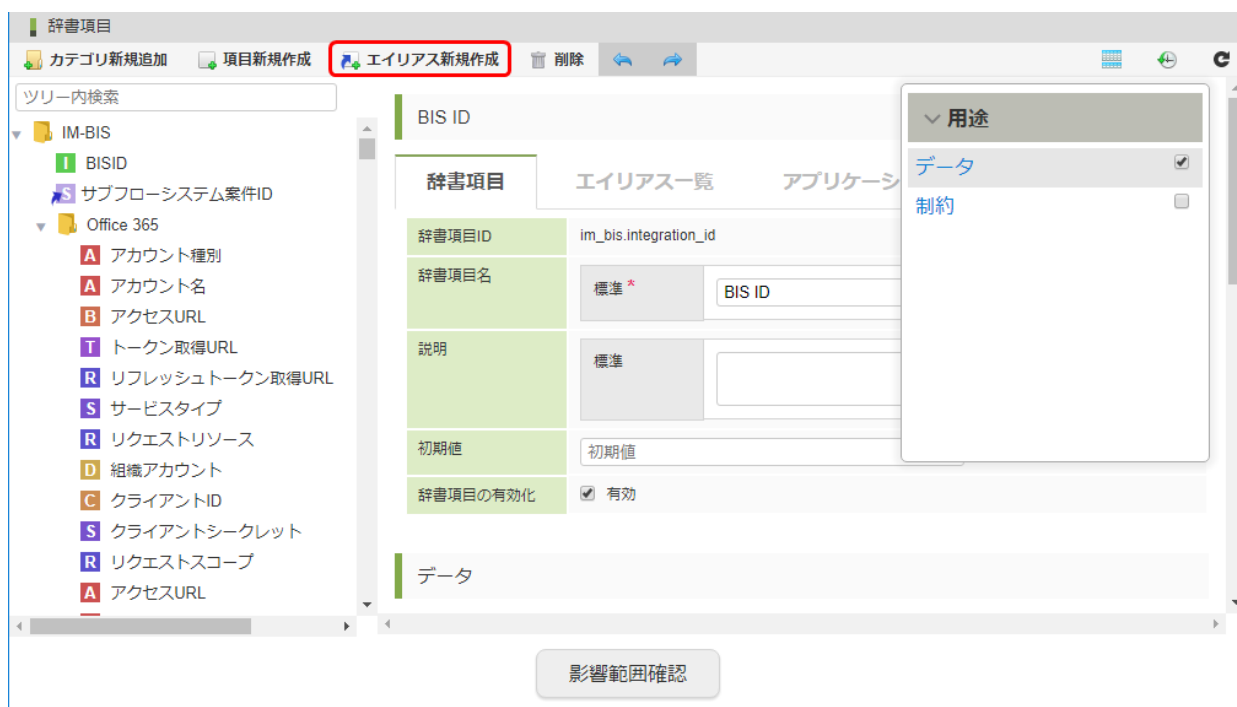 辞書項目
カテゴリ新規追加 項目新規作成 エイリアス新規作成 削除
ツリー内検索
IM-BIS
I BISID
S サブフローシステム案件ID
Office 365
A アカウント種別
A アカウント名
B アクセスURL
T トークン取得URL
R リフレッシュトークン取得URL
S サービスタイプ
R リクエストリソース
D 組織アカウント
C クライアントID
S クライアントシークレット
R リクエストスコープ
A アクセスURL
BIS ID
辞書項目 エイリアス一覧 アプリケーシ
辞書項目ID im_bis.integration_id
辞書項目名 標準* BIS ID
説明 標準
初期値 初期値
辞書項目の有効化 有効
データ
用途
データ
制約
影響範囲確認